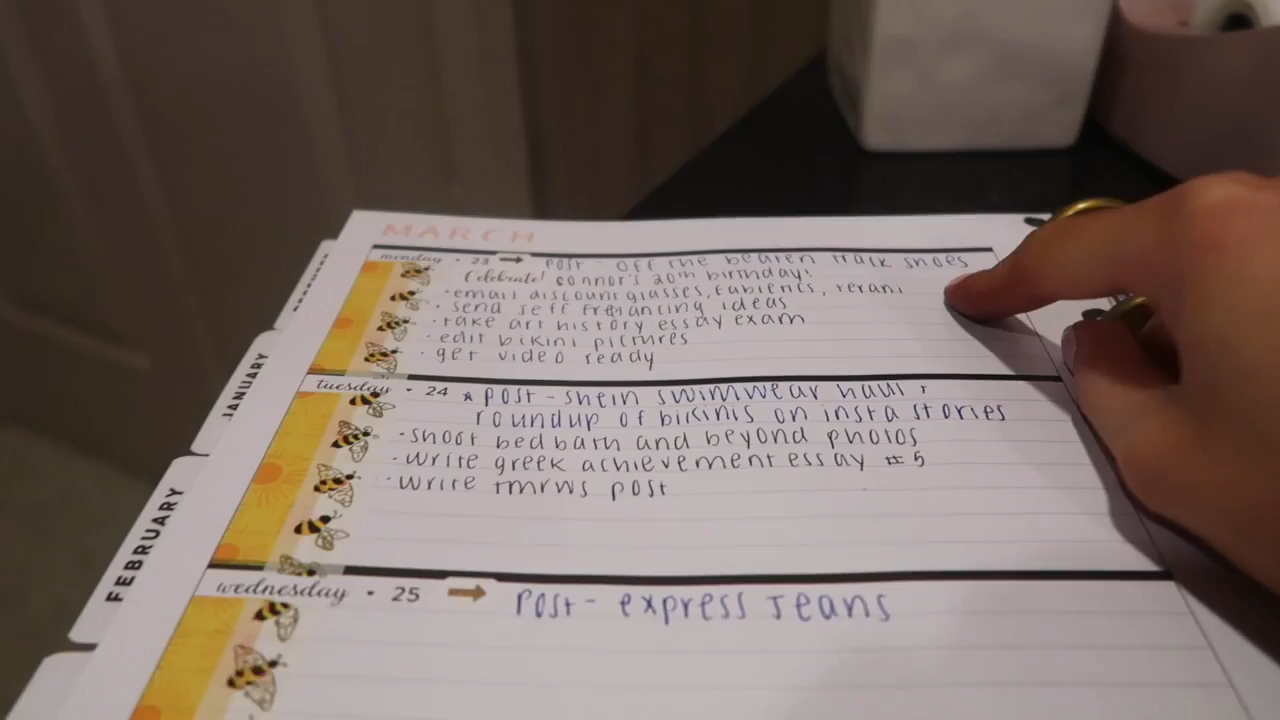 MARCH
monday • 23 → post - off the beaten track shoes
Celebrate! connor's 20th birthday!
• email discount glasses, tubients,
• send jeff freelancing ideas
• take art history essay exam
• edit bikini pictures
• get video ready
tuesday • 24 * post - shein swimwear haul +
roundup of bikinis on insta stories
• shoot bed bath and beyond photos
• write greek achievement essay #5
• write tmrws post
wednesday • 25 → post - express jeans
JANUARY
FEBRUARY